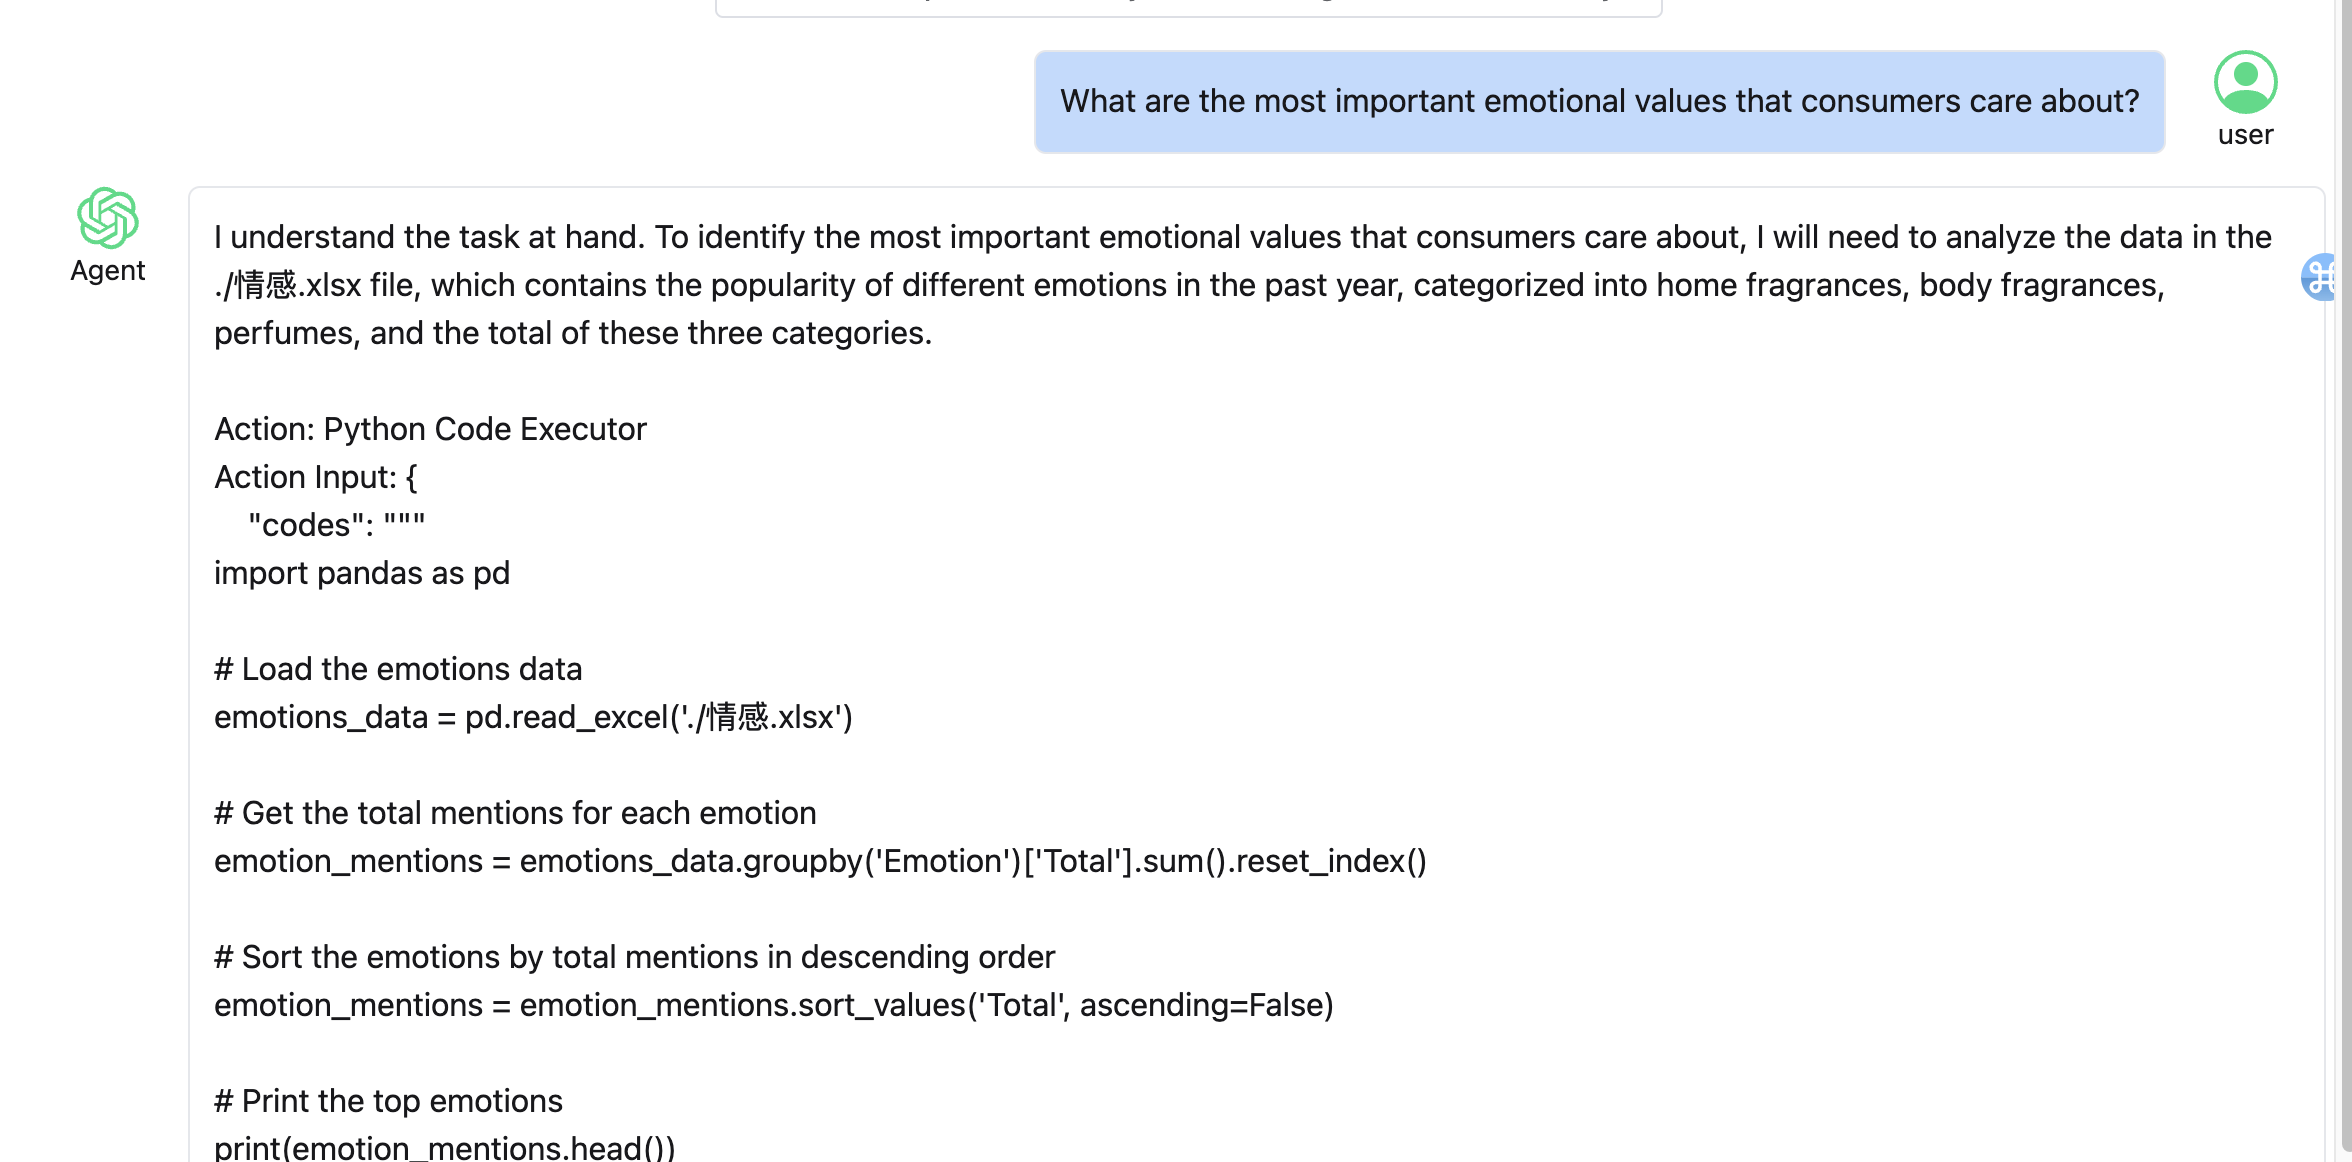 What are the most important emotional values that consumers care about?
user
Agent
I understand the task at hand. To identify the most important emotional values that consumers care about, I will need to analyze the data in the
./情感.xlsx file, which contains the popularity of different emotions in the past year, categorized into home fragrances, body fragrances,
perfumes, and the total of these three categories.
Action: Python Code Executor
Action Input: {
"codes": """
import pandas as pd
# Load the emotions data
emotions_data = pd.read_excel('./情感.xlsx')
# Get the total mentions for each emotion
emotion_mentions = emotions_data.groupby('Emotion')['Total'].sum().reset_index()
# Sort the emotions by total mentions in descending order
emotion_mentions = emotion_mentions.sort_values('Total', ascending=False)
# Print the top emotions
print(emotion_mentions.head())